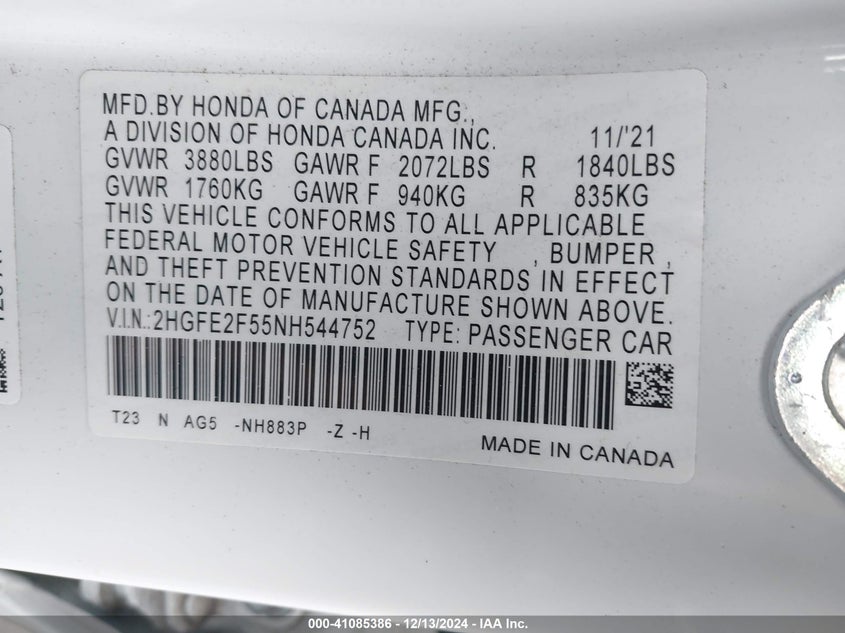 MFD.BY HONDA OF CANADA MFG.,
A DIVISION OF HONDA CANADA INC. 11/'21
GVWR 3880LBS GAWR F 2072LBS R 1840LBS
GVWR 1760KG GAWR F 940KG R 835KG
THIS VEHICLE CONFORMS TO ALL APPLICABLE
FEDERAL MOTOR VEHICLE SAFETY , BUMPER ,
AND THEFT PREVENTION STANDARDS IN EFFECT
ON THE DATE OF MANUFACTURE SHOWN ABOVE.
V.I.N.:2HGFE2F55NH544752 TYPE: PASSENGER CAR
T23 N AG5 -NH883P -Z -H
MADE IN CANADA
000-41085386 - 12/13/2024 - IAA Inc.